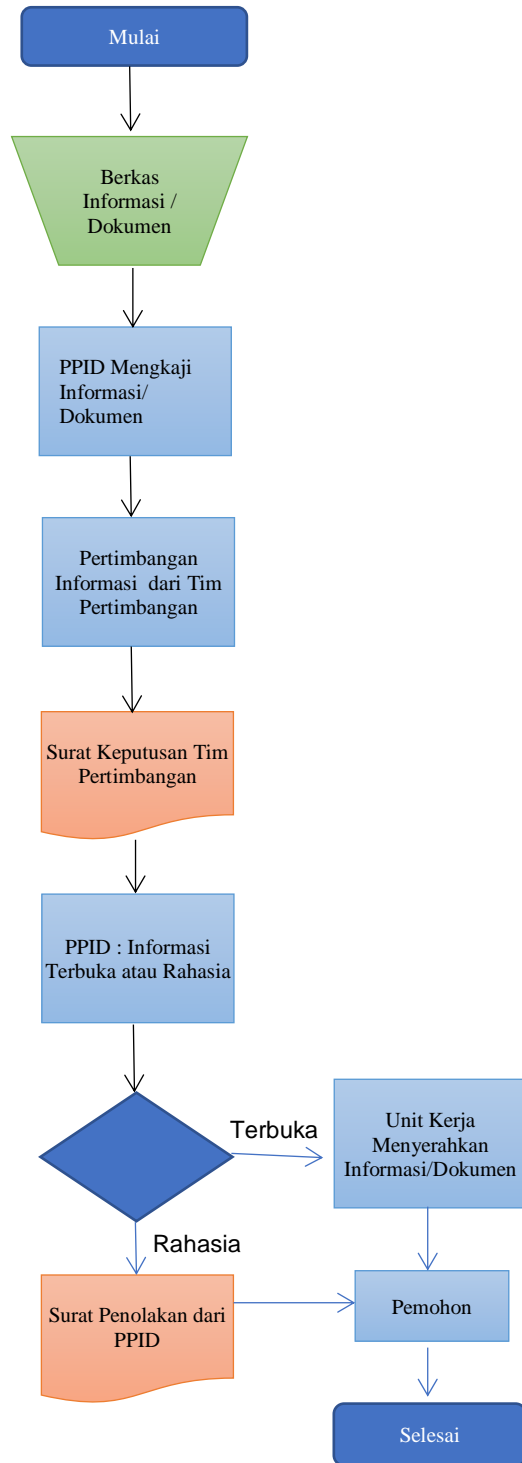 Mulai
Berkas
Informasi /
Dokumen
PPID Mengkaji
Informasi/
Dokumen
Pertimbangan
Informasi dari Tim
Pertimbangan
Surat Keputusan Tim
Pertimbangan
PPID : Informasi
Terbuka atau Rahasia
Terbuka
Unit Kerja
Menyerahkan
Informasi/Dokumen
Rahasia
Surat Penolakan dari
PPID
Pemohon
Selesai